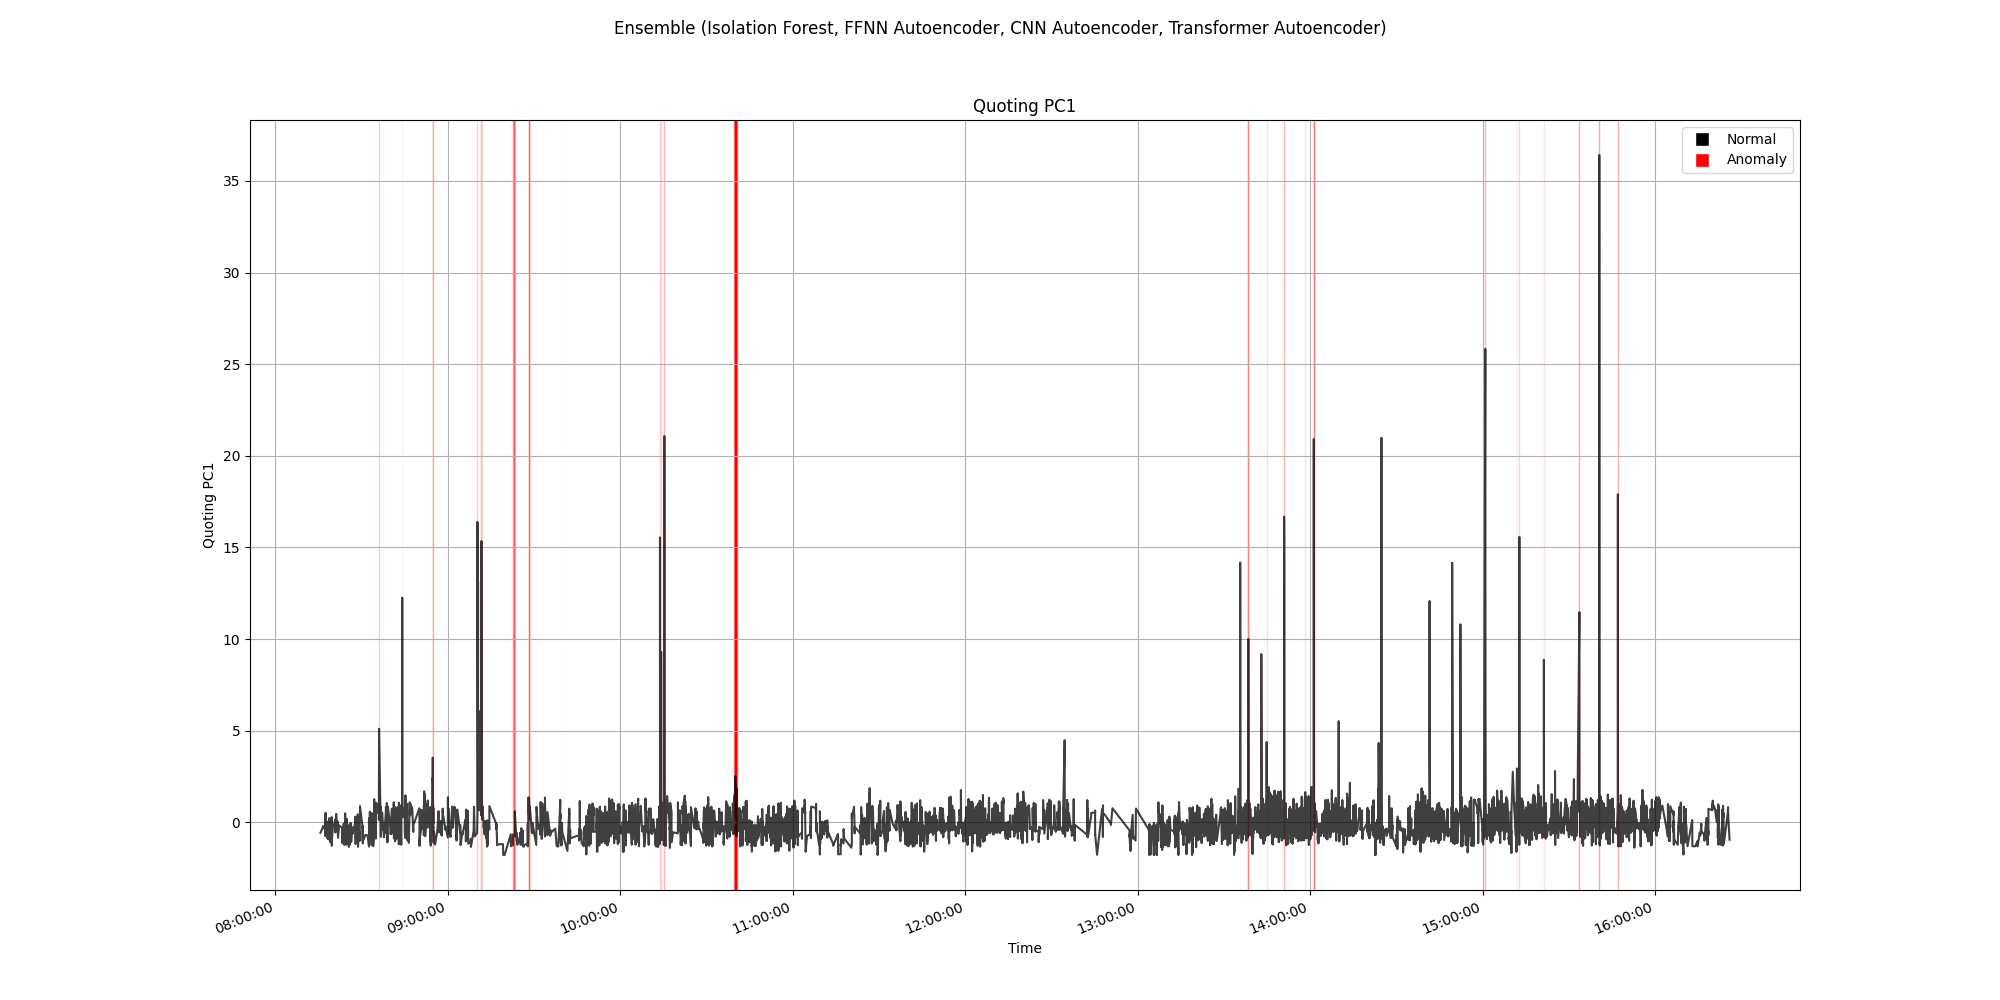 Ensemble (Isolation Forest, FFNN Autoencoder, CNN Autoencoder, Transformer Autoencoder)
Quoting PC1
Normal
Anomaly
35
30
25
20
15
10
5
0
Quoting PC1
08:00:00
09:00:00
10:00:00
11:00:00
12:00:00
13:00:00
14:00:00
15:00:00
16:00:00
Time